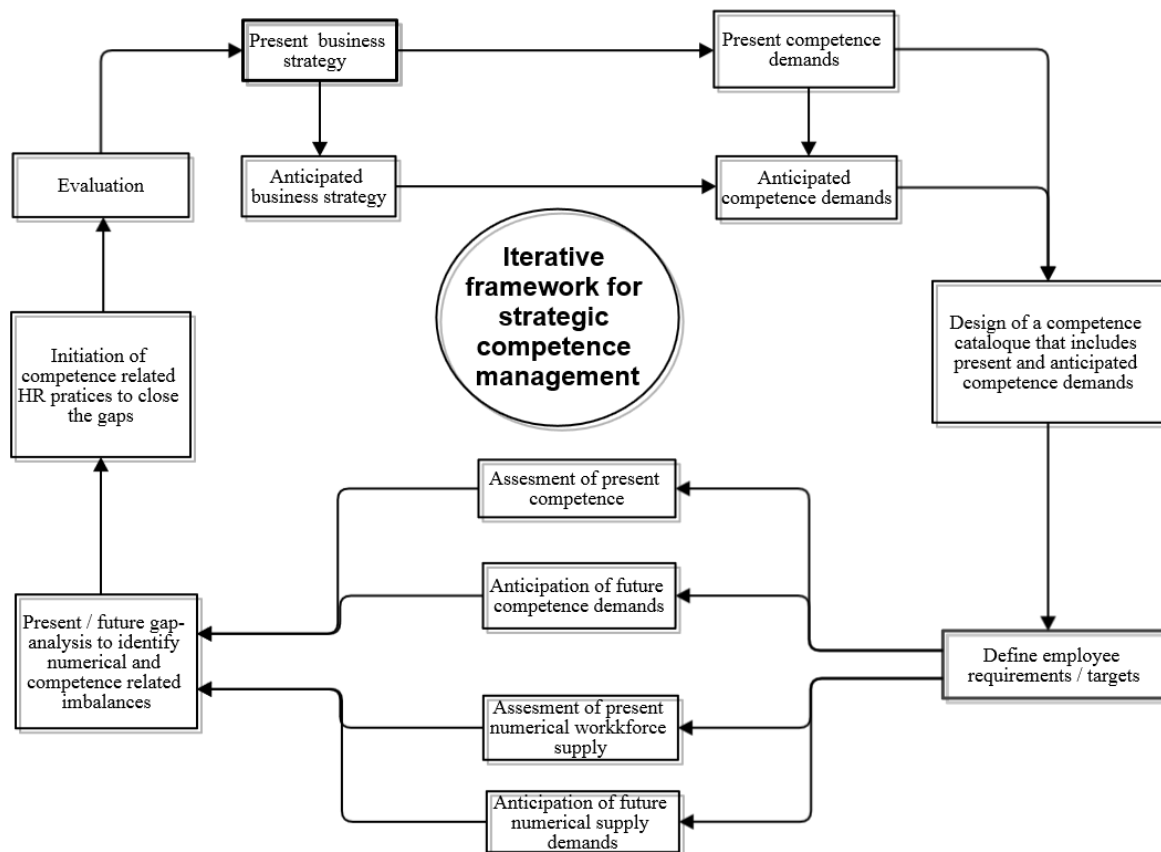 Present business
strategy
Present competence
demands
Evaluation
Anticipated
business strategy
Anticipated
competence demands
Iterative
framework for
strategic
competence
management
Initiation of
competence related
HR pratices to close
the gaps
Design of a competence
catalogue that includes
present and anticipated
competence demands
Assesment of present
competence
Anticipation of future
competence demands
Present / future gap-
analysis to identify
numerical and
competence related
imbalances
Define employee
requirements / targets
Assesment of present
numerical workkforce
supply
Anticipation of future
numerical supply
demands